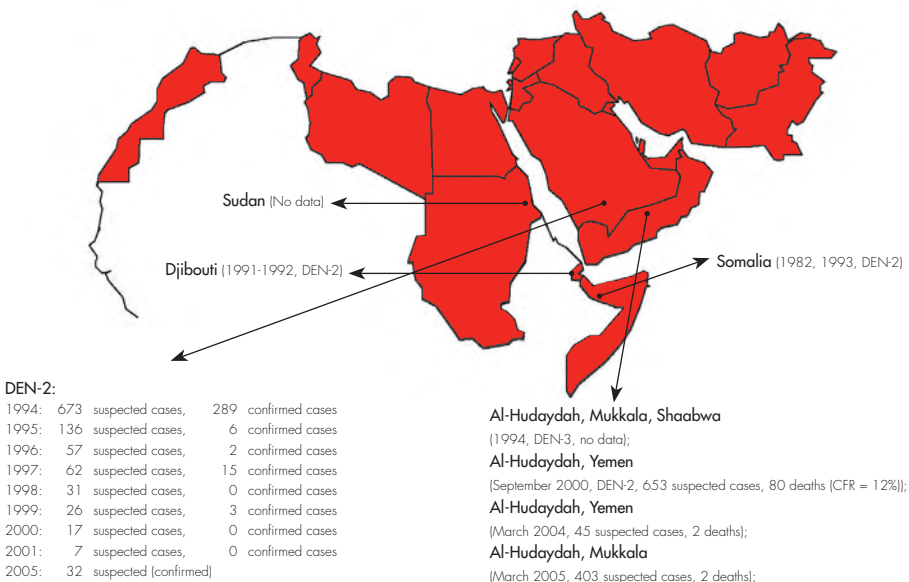 Sudan (No data)
Djibouti (1991-1992, DEN-2)
Somalia (1982, 1993, DEN-2)
DEN-2:
1994: 673 suspected cases, 289 confirmed cases
1995: 136 suspected cases, 6 confirmed cases
1996: 57 suspected cases, 2 confirmed cases
1997: 62 suspected cases, 15 confirmed cases
1998: 31 suspected cases, 0 confirmed cases
1999: 26 suspected cases, 3 confirmed cases
2000: 17 suspected cases, 0 confirmed cases
2001: 7 suspected cases, 0 confirmed cases
2005: 32 suspected (confirmed)
Al-Hudaydah, Mukkala, Shaabwa
(1994, DEN-3, no data);
Al-Hudaydah, Yemen
(September 2000, DEN-2, 653 suspected cases, 80 deaths (CFR = 12%));
Al-Hudaydah, Yemen
(March 2004, 45 suspected cases, 2 deaths);
Al-Hudaydah, Mukkala
(March 2005, 403 suspected cases, 2 deaths);